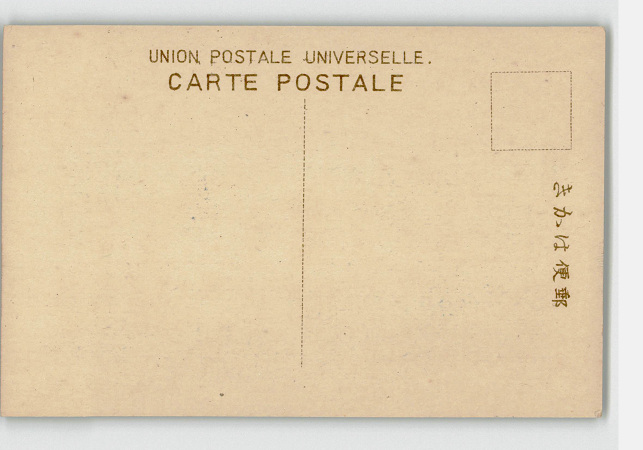 UNION POSTALE UNIVERSELLE.
CARTE POSTALE
きかは便郵